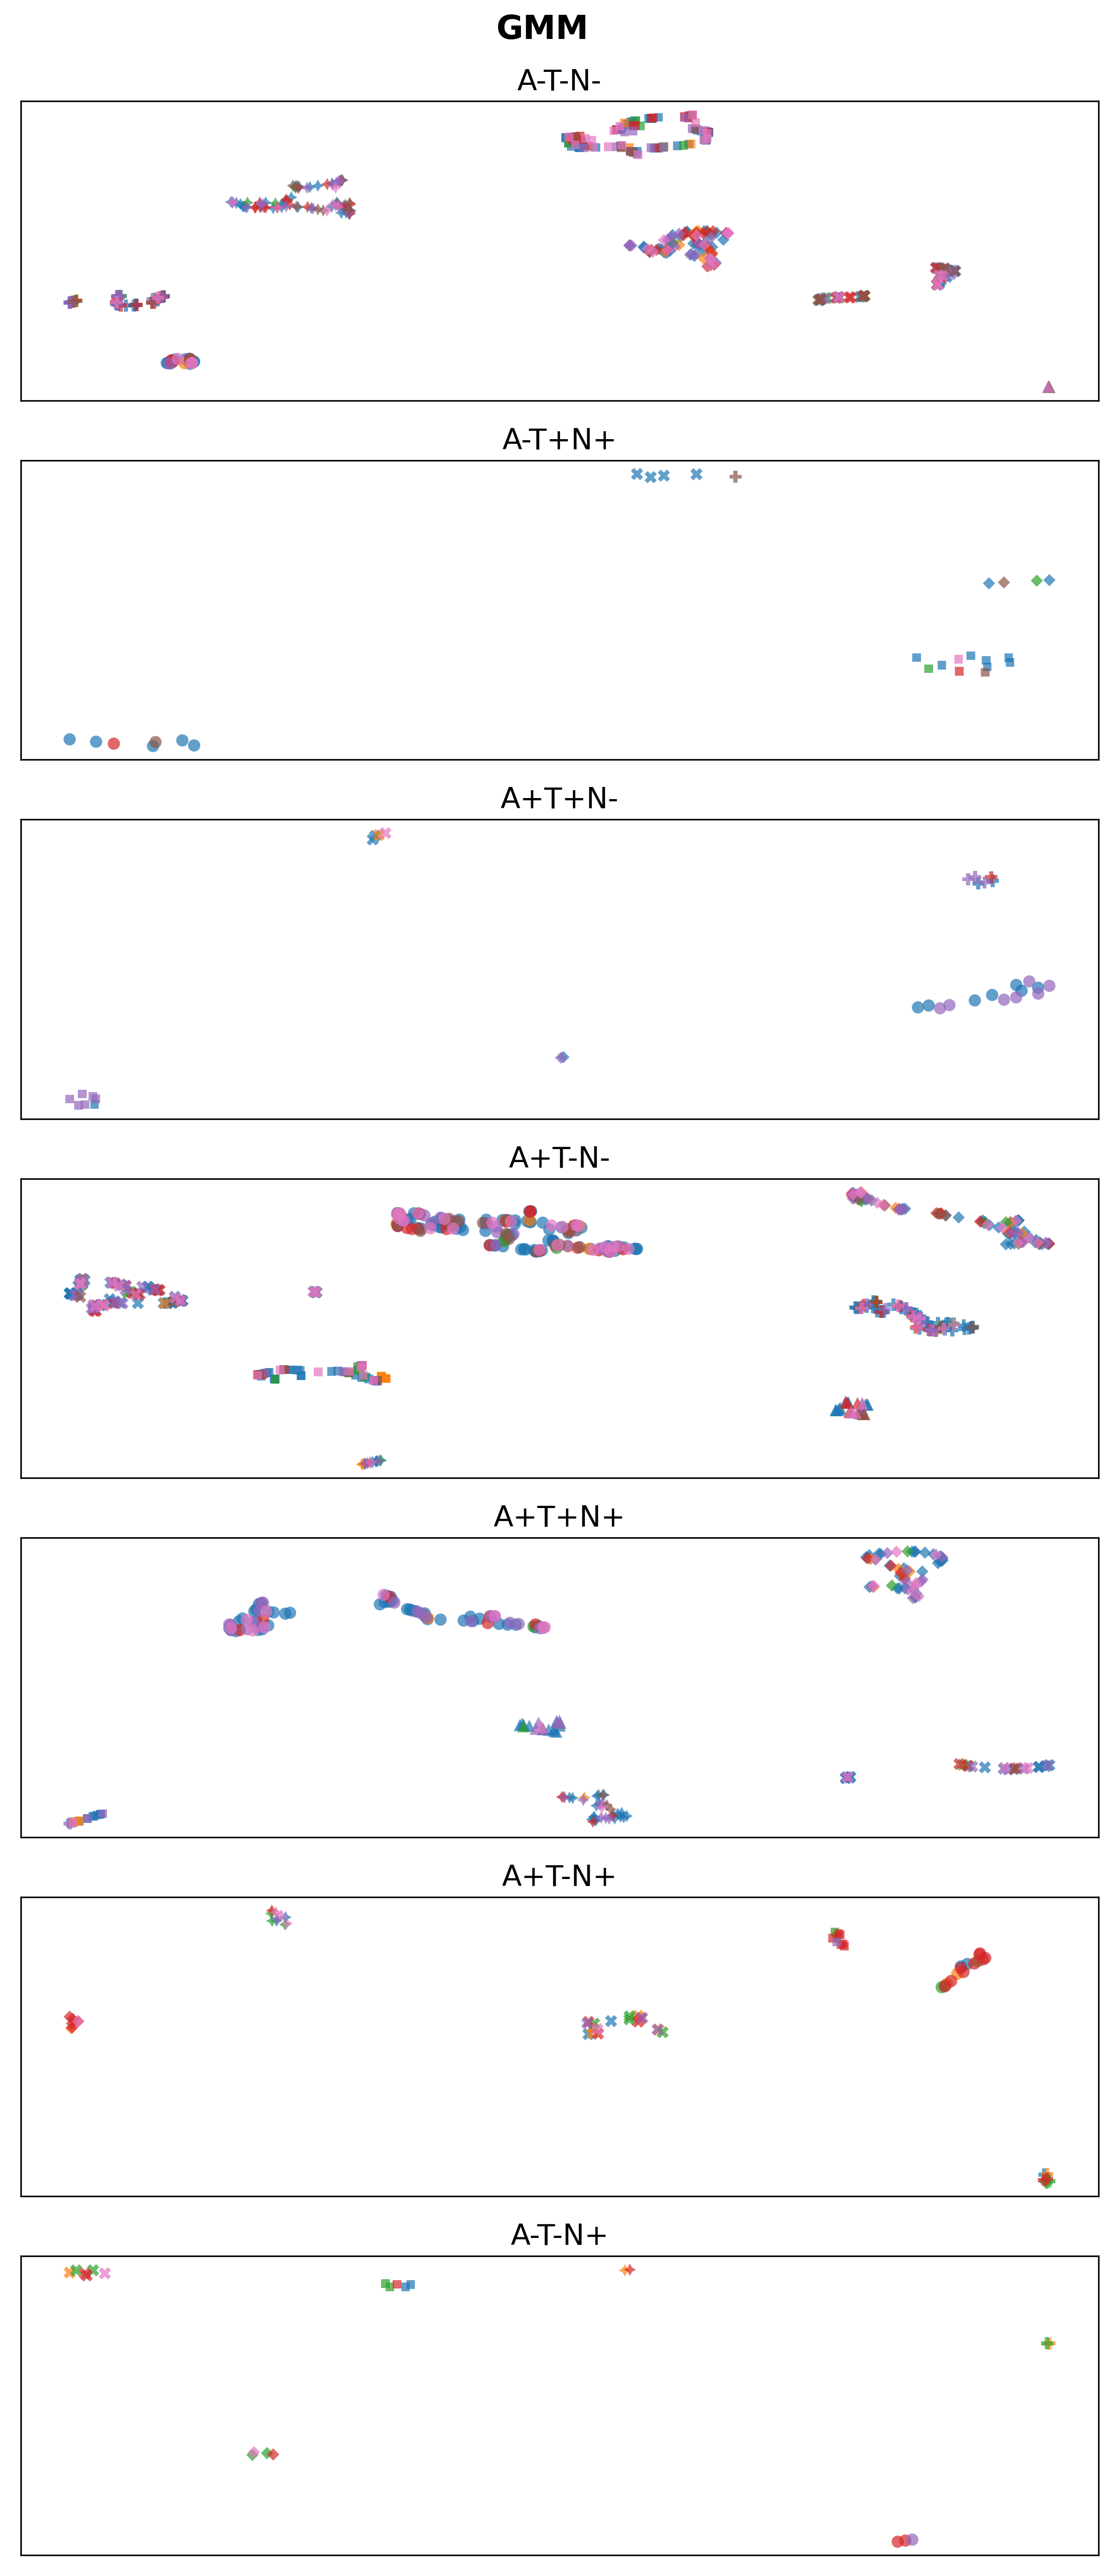 GMM
A-T-N-
A-T+N+
A+T+N-
A+T-N-
A+T+N+
A+T-N+
A-T-N+